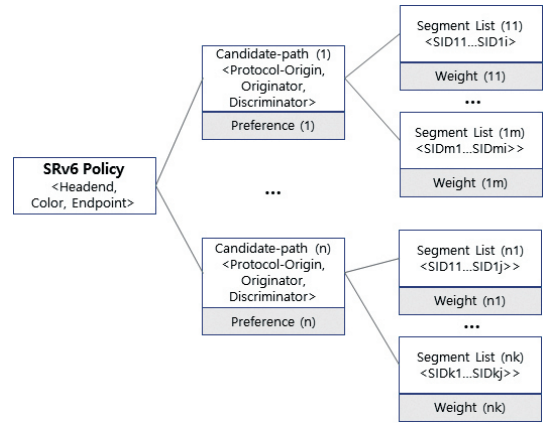 SRv6 Policy
<Headend,
Color, Endpoint>
Candidate-path (1)
<Protocol-Origin,
Originator,
Discriminator>
Preference (1)
...
Candidate-path (n)
<Protocol-Origin,
Originator,
Discriminator>
Preference (n)
Segment List (11)
<SID11...SID1i>
Weight (11)
...
Segment List (1m)
<SIDm1...SIDmi>>
Weight (1m)
Segment List (n1)
<SID11...SID1j>>
Weight (n1)
...
Segment List (nk)
<SIDk1...SIDkj>>
Weight (nk)